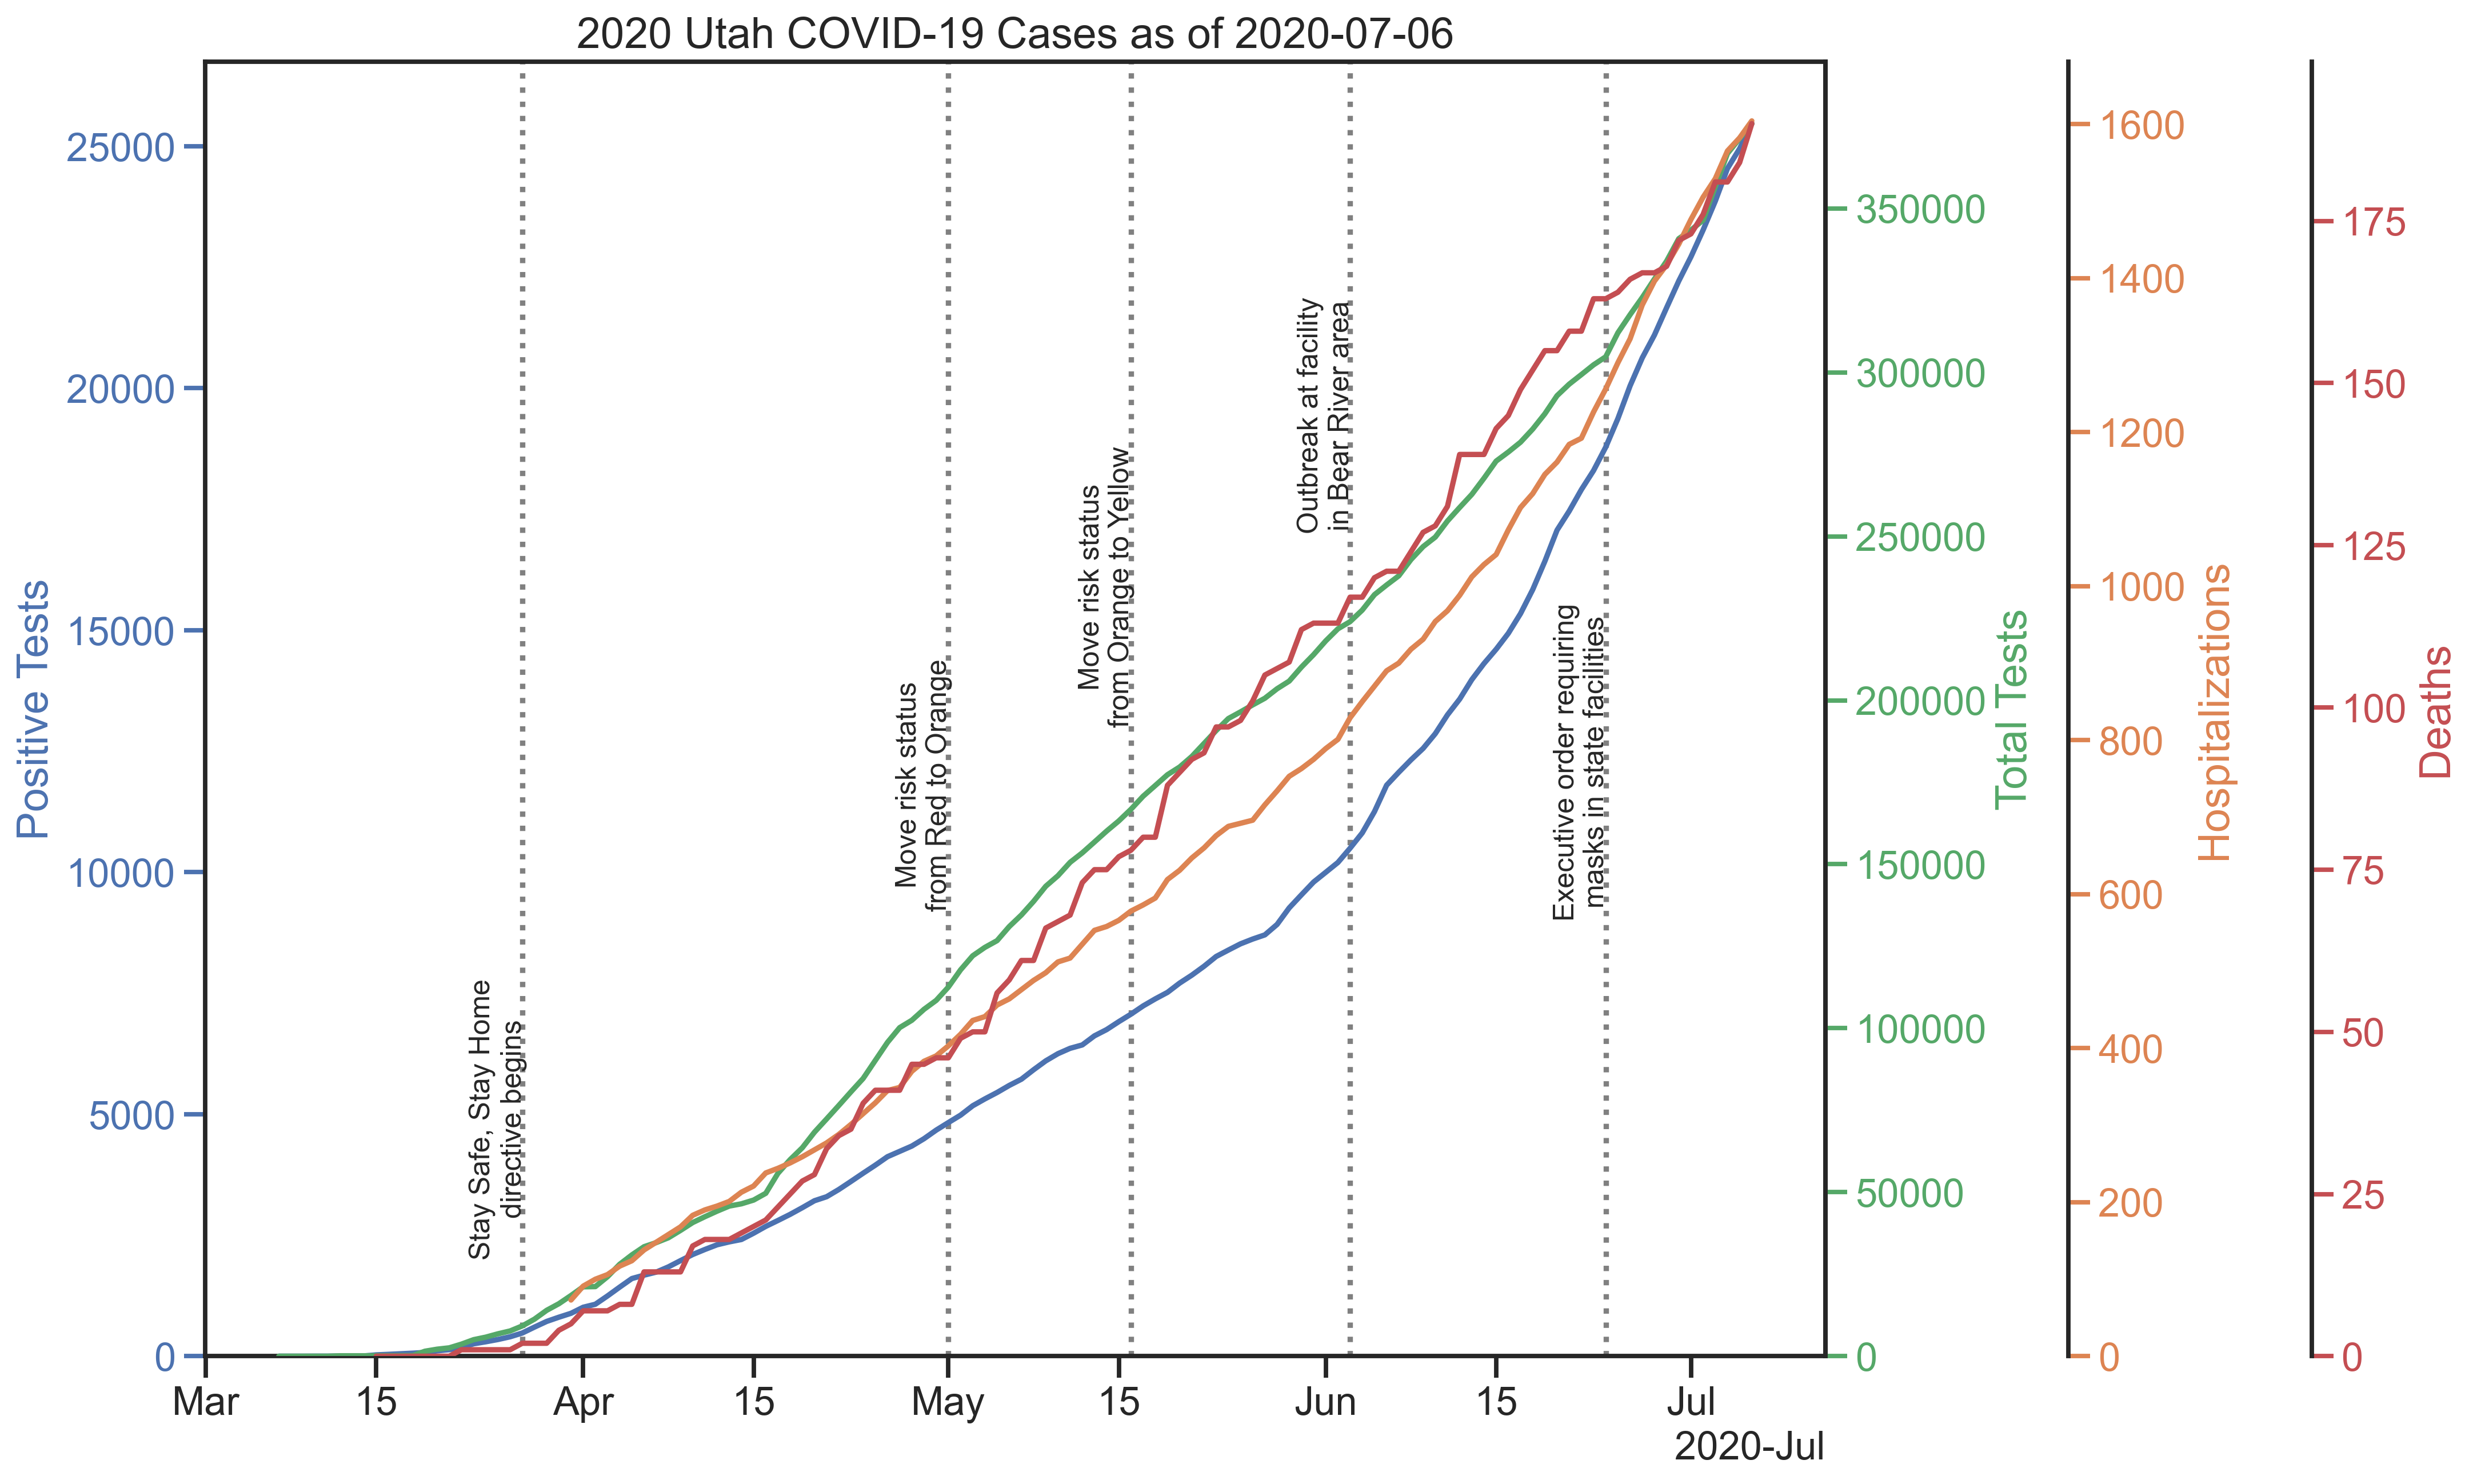 2020 Utah COVID-19 Cases as of 2020-07-06
Positive Tests
25000
20000
15000
10000
5000
0
Stay Safe, Stay Home
directive begins
Move risk status
from Red to Orange
Move risk status
from Orange to Yellow
Outbreak at facility
in Bear River area
Executive order requiring
masks in state facilities
350000
300000
250000
200000
150000
100000
50000
0
Total Tests
1600
1400
1200
1000
800
600
400
200
0
Hospitalizations
175
150
125
100
75
50
25
0
Deaths
Mar
15
Apr
15
May
15
Jun
15
Jul
2020-Jul